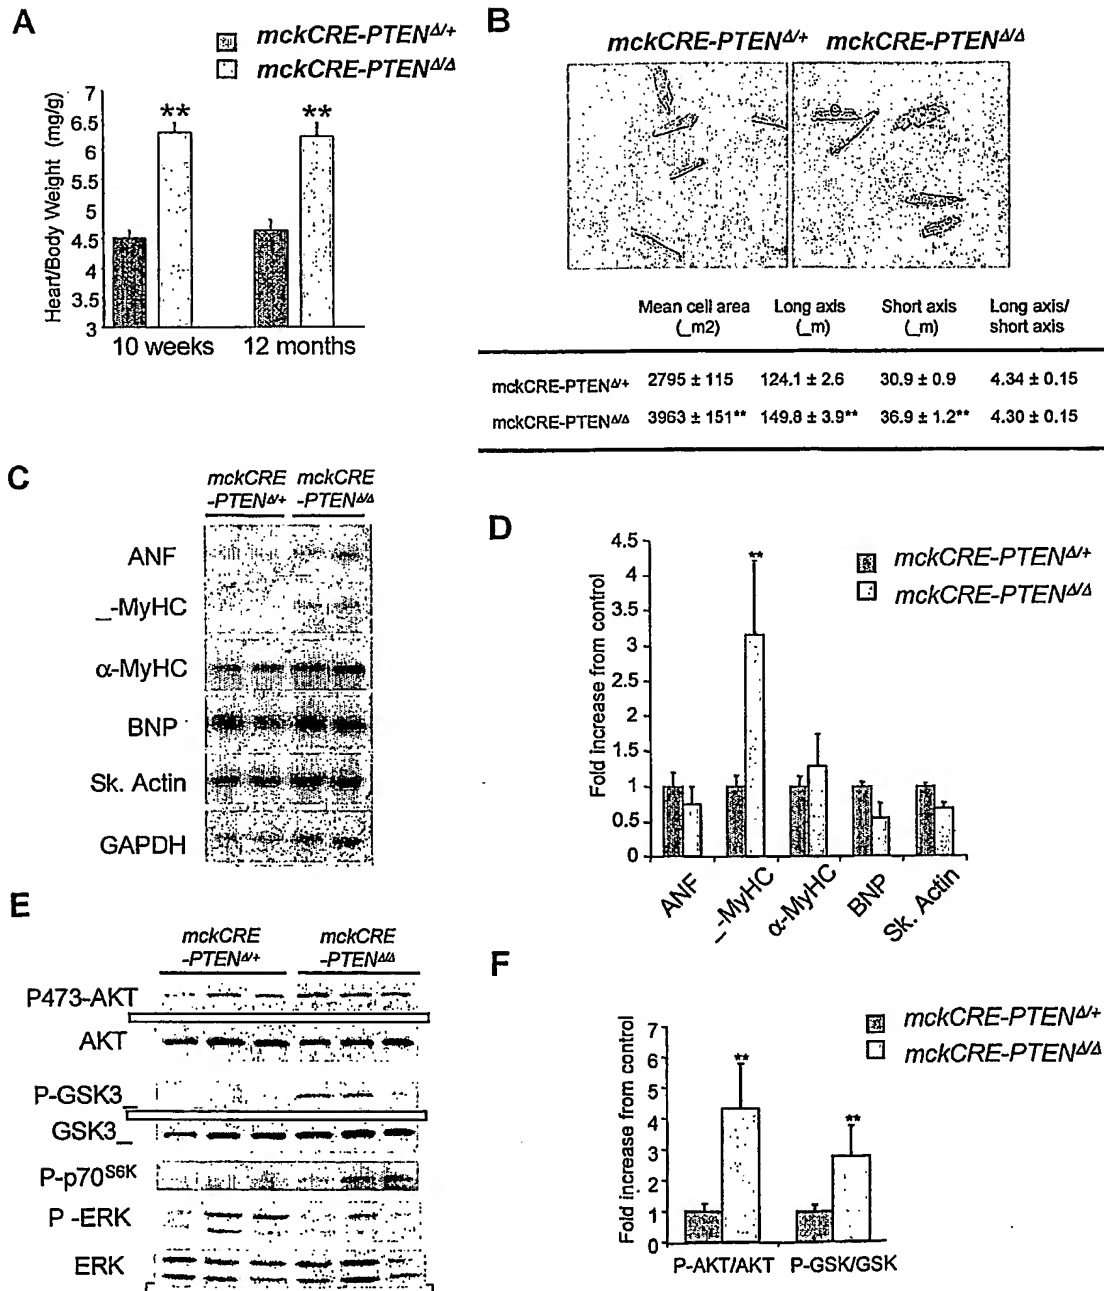 A
mckCRE-PTENΔ/+
mckCRE-PTENΔ/Δ
Heart/Body Weight (mg/g)
7
6.5
6
5.5
5
4.5
4
3.5
3
**
**
10 weeks 12 months
B
mckCRE-PTENΔ/+ mckCRE-PTENΔ/Δ
Mean cell area Long axis Short axis Long axis/
(_m2) (_m) (_m) short axis
mckCRE-PTENΔ/+ 2795 ± 115 124.1 ± 2.6 30.9 ± 0.9 4.34 ± 0.15
mckCRE-PTENΔ/Δ 3963 ± 151** 149.8 ± 3.9** 36.9 ± 1.2** 4.30 ± 0.15
C
mckCRE mckCRE
-PTENΔ/+ -PTENΔ/Δ
ANF
_-MyHC
α-MyHC
BNP
Sk. Actin
GAPDH
D
Fold increase from control
4.5
4
3.5
3
2.5
2
1.5
1
0.5
0
**
mckCRE-PTENΔ/+
mckCRE-PTENΔ/Δ
ANF
_-MyHC
α-MyHC
BNP
Sk. Actin
E
mckCRE mckCRE
-PTENΔ/+ -PTENΔ/Δ
P473-AKT
AKT
P-GSK3_
GSK3_
P-p70S6K
P -ERK
ERK
F
mckCRE-PTENΔ/+
mckCRE-PTENΔ/Δ
Fold increase from control
7
6
5
4
3
2
1
0
**
**
P-AKT/AKT P-GSK/GSK